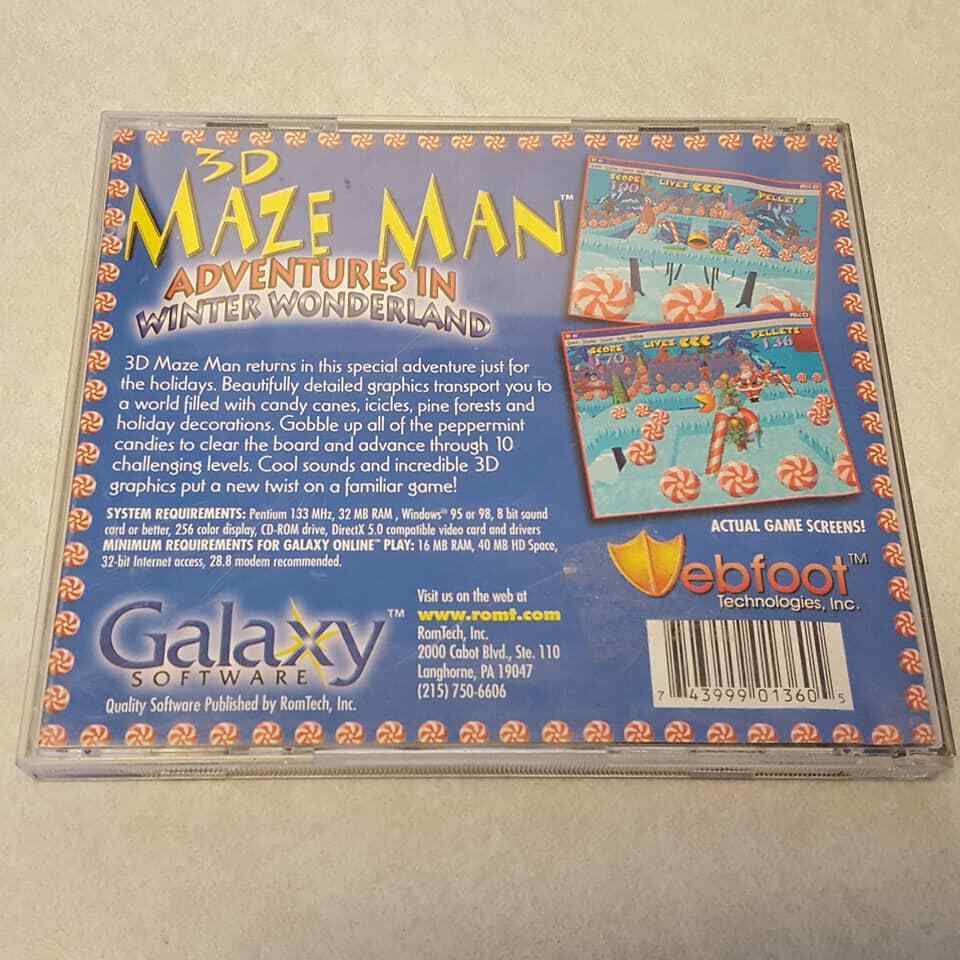 3D
MAZE MAN™
ADVENTURES IN
WINTER WONDERLAND
3D Maze Man returns in this special adventure just for
the holidays. Beautifully detailed graphics transport you to
a world filled with candy canes, icicles, pine forests and
holiday decorations. Gobble up all of the peppermint
candies to clear the board and advance through 10
challenging levels. Cool sounds and incredible 3D
graphics put a new twist on a familiar game!
SYSTEM REQUIREMENTS: Pentium 133 MHz, 32 MB RAM , Windows® 95 or 98, 8 bit sound
card or better, 256 color display, CD-ROM drive, DirectX 5.0 compatible video card and drivers
MINIMUM REQUIREMENTS FOR GALAXY ONLINE™ PLAY: 16 MB RAM, 40 MB HD Space,
32-bit Internet access, 28.8 modem recommended.
SCORE LIVES PELLETS
SCORE LIVES PELLETS
170 146
ACTUAL GAME SCREENS!
Webfoot™
Technologies, Inc.
Galaxy™
SOFTWARE
Quality Software Published by RomTech, Inc.
Visit us on the web at
www.romt.com
RomTech, Inc.
2000 Cabot Blvd., Ste. 110
Langhorne, PA 19047
(215) 750-6606
7 43999 01360 5